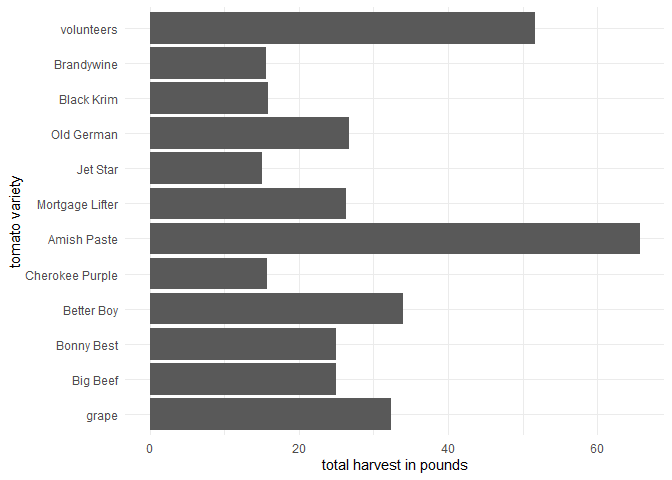 volunteers
Brandywine
Black Krim
Old German
Jet Star
Mortgage Lifter
Amish Paste
Cherokee Purple
Better Boy
Bonny Best
Big Beef
grape
tomato variety
0 20 40 60
total harvest in pounds